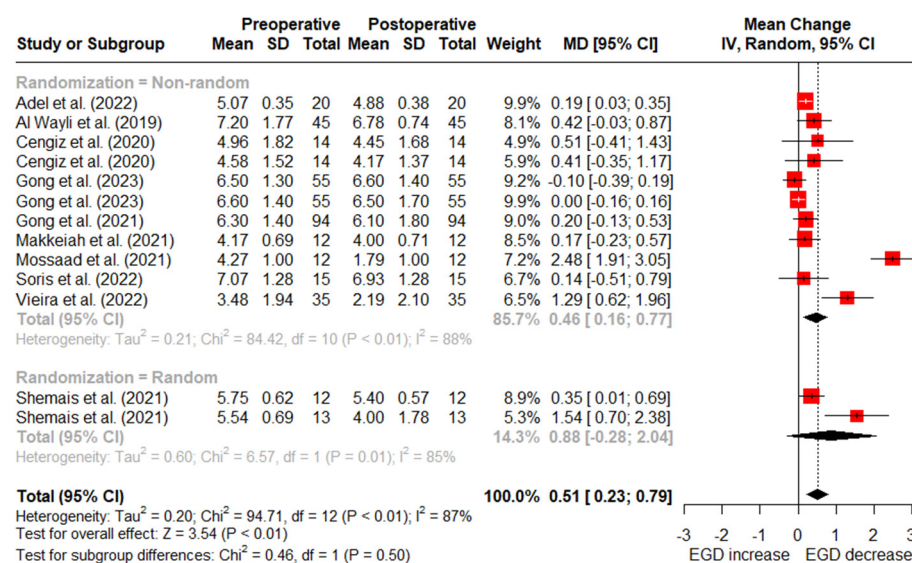 Preoperative Postoperative Mean Change
Study or Subgroup Mean SD Total Mean SD Total Weight MD [95% CI] IV, Random, 95% CI
Randomization = Non-random
Adel et al. (2022) 5.07 0.35 20 4.88 0.38 20 9.9% 0.19 [ 0.03; 0.35]
Al Wayli et al. (2019) 7.20 1.77 45 6.78 0.74 45 8.1% 0.42 [-0.03; 0.87]
Cengiz et al. (2020) 4.96 1.82 14 4.45 1.68 14 4.9% 0.51 [-0.41; 1.43]
Cengiz et al. (2020) 4.58 1.52 14 4.17 1.37 14 5.8% 0.41 [-0.35; 1.17]
Gong et al. (2023) 6.50 1.30 55 6.60 1.40 55 9.2% -0.10 [-0.39; 0.19]
Gong et al. (2023) 6.60 1.40 55 6.50 1.70 55 9.9% 0.00 [-0.16; 0.16]
Gong et al. (2021) 6.30 1.40 94 6.10 1.80 94 9.0% 0.20 [-0.13; 0.53]
Makkeiah et al. (2021) 4.17 0.69 12 4.00 0.71 12 8.5% 0.17 [-0.23; 0.57]
Mossaad et al. (2021) 4.27 1.00 12 1.79 1.00 12 7.2% 2.48 [ 1.91; 3.05]
Soris et al. (2022) 7.07 1.28 15 6.93 1.28 15 6.7% 0.14 [-0.51; 0.79]
Vieira et al. (2022) 3.48 1.94 35 2.19 2.10 35 6.5% 1.29 [ 0.62; 1.96]
Total (95% CI) 85.7% 0.46 [ 0.16; 0.77]
Heterogeneity: Tau² = 0.21; Chi² = 84.42, df = 10 (P < 0.01); I² = 88%
Randomization = Random
Shemais et al. (2021) 5.75 0.62 12 5.40 0.57 12 8.9% 0.35 [ 0.01; 0.69]
Shemais et al. (2021) 5.54 0.69 13 4.00 1.78 13 5.3% 1.54 [ 0.70; 2.38]
Total (95% CI) 14.3% 0.88 [-0.28; 2.04]
Heterogeneity: Tau² = 0.60; Chi² = 6.57, df = 1 (P = 0.01); I² = 85%
Total (95% CI) 100.0% 0.51 [ 0.23; 0.79]
Heterogeneity: Tau² = 0.20; Chi² = 94.71, df = 12 (P < 0.01); I² = 87%
Test for overall effect: Z = 3.54 (P < 0.01)
-3 -2 -1 0 1 2 3
Test for subgroup differences: Chi² = 0.46, df = 1 (P = 0.50) EGD increase EGD decrease